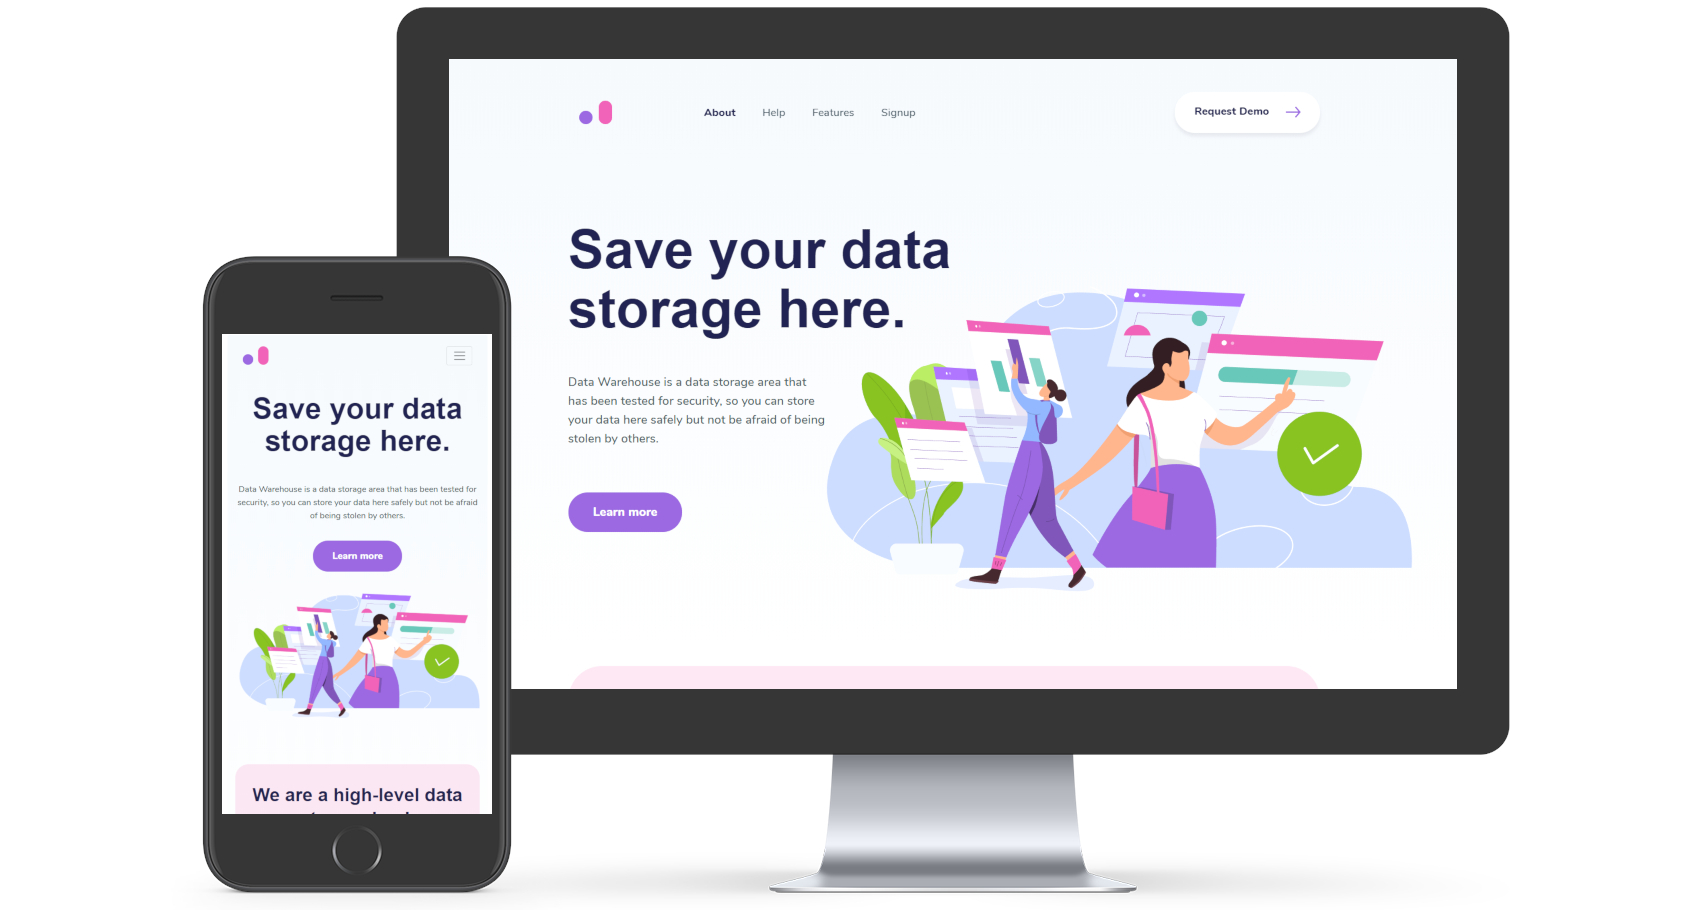 About
Help
Features
Signup
Request Demo
Save your data
storage here.
Data Warehouse is a data storage area that
has been tested for security, so you can store
your data here safely but not be afraid of being
stolen by others.
Learn more
Save your data
storage here.
Data Warehouse is a data storage area that has been tested for
security, so you can store your data here safely but not be afraid
of being stolen by others.
Learn more
We are a high-level data